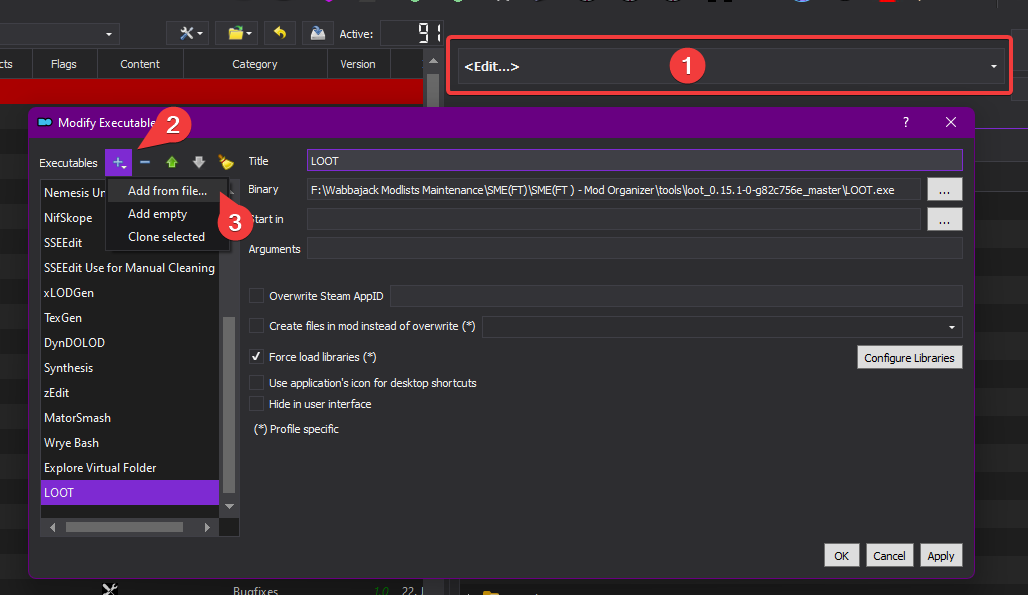 Active:
91
cts
Flags
Content
Category
Version
<Edit...>
1
Modify Executable
2
?
Executables
Title
LOOT
Add from file...
Add empty
Clone selected
3
Binary
F:\Wabbajack Modlists Maintenance\SME(FT)\SME(FT ) - Mod Organizer\tools\loot_0.15.1-0-g82c756e_master\LOOT.exe
...
Start in
...
Arguments
Nemesis Un
NifSkope
SSEEdit
SSEEdit Use for Manual Cleaning
xLODGen
TexGen
DynDOLOD
Synthesis
zEdit
MatorSmash
Wrye Bash
Explore Virtual Folder
LOOT
Overwrite Steam AppID
Create files in mod instead of overwrite (*)
Force load libraries (*)
Configure Libraries
Use application's icon for desktop shortcuts
Hide in user interface
(*) Profile specific
OK
Cancel
Apply
Bugfixes
1.0
22.